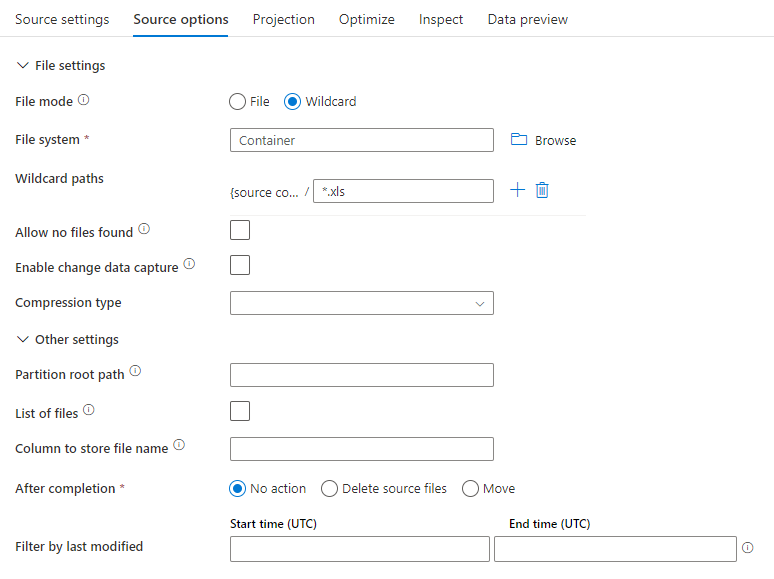 Source settings Source options Projection Optimize Inspect Data preview
File settings
File mode File Wildcard
File system * Container Browse
Wildcard paths {source co... / *.xls
Allow no files found
Enable change data capture
Compression type
Other settings
Partition root path
List of files
Column to store file name
After completion * No action Delete source files Move
Start time (UTC) End time (UTC)
Filter by last modified